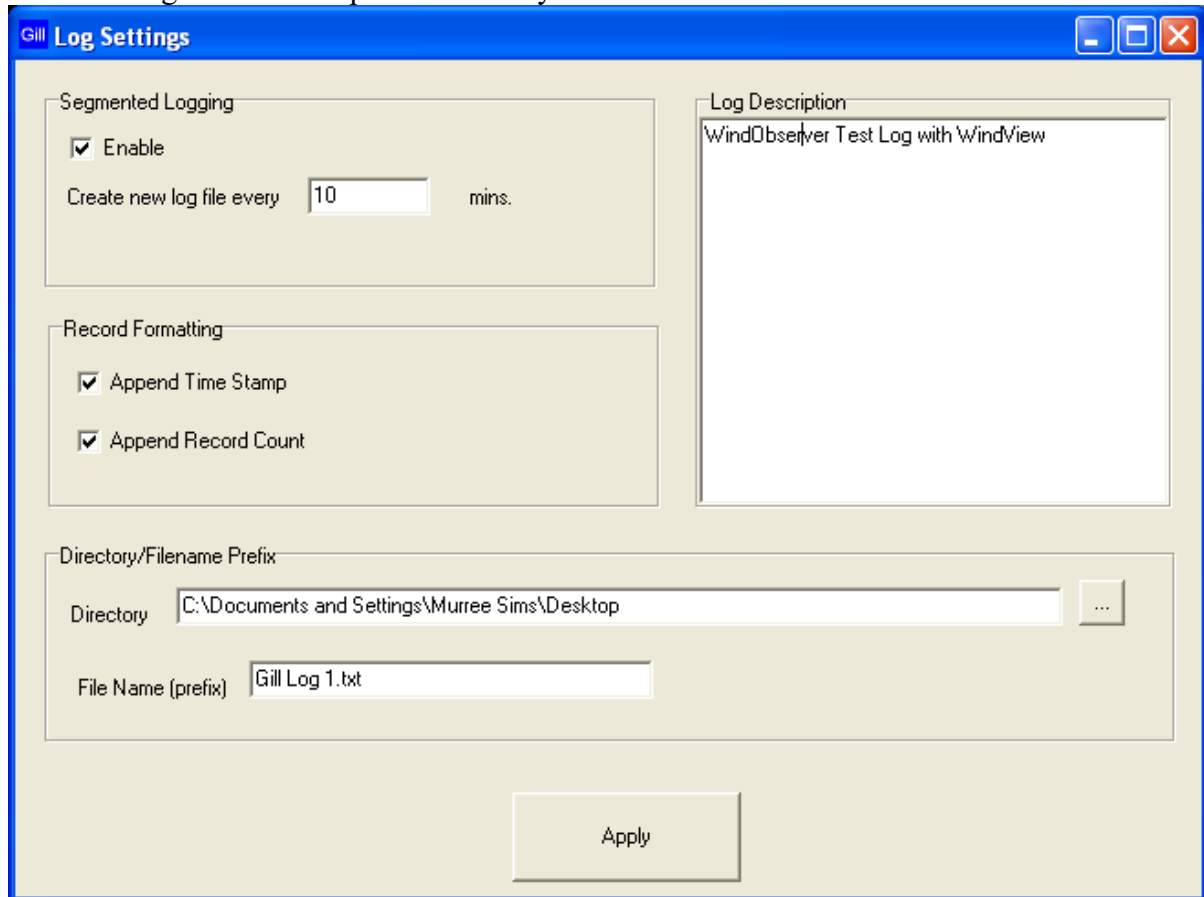 Gill Log Settings
Segmented Logging
Enable
Create new log file every 10 mins.
Record Formatting
Append Time Stamp
Append Record Count
Log Description
WindObserver Test Log with WindView
Directory/Filename Prefix
Directory C:\Documents and Settings\Murree Sims\Desktop ...
File Name (prefix) Gill Log 1.txt
Apply